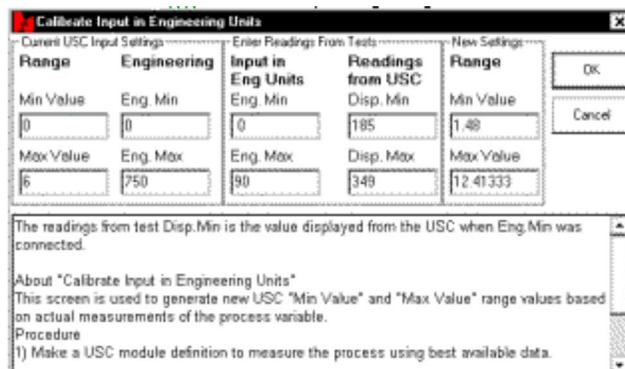 Calibrate Input in Engineering Units
Current USC Input Settings Enter Readings From Tests New Settings
Range Engineering Input in Eng Units Readings from USC Range
OK
Min Value Eng. Min Eng. Min Disp. Min Min Value
Cancel
0 0 0 185 1.48
Max Value Eng. Max Eng. Max Disp. Max Max Value
6 750 90 349 12.41333
The readings from test Disp.Min is the value displayed from the USC when Eng.Min was
connected.
About "Calibrate Input in Engineering Units"
This screen is used to generate new USC "Min Value" and "Max Value" range values based
on actual measurements of the process variable.
Procedure
1) Make a USC module definition to measure the process using best available data.